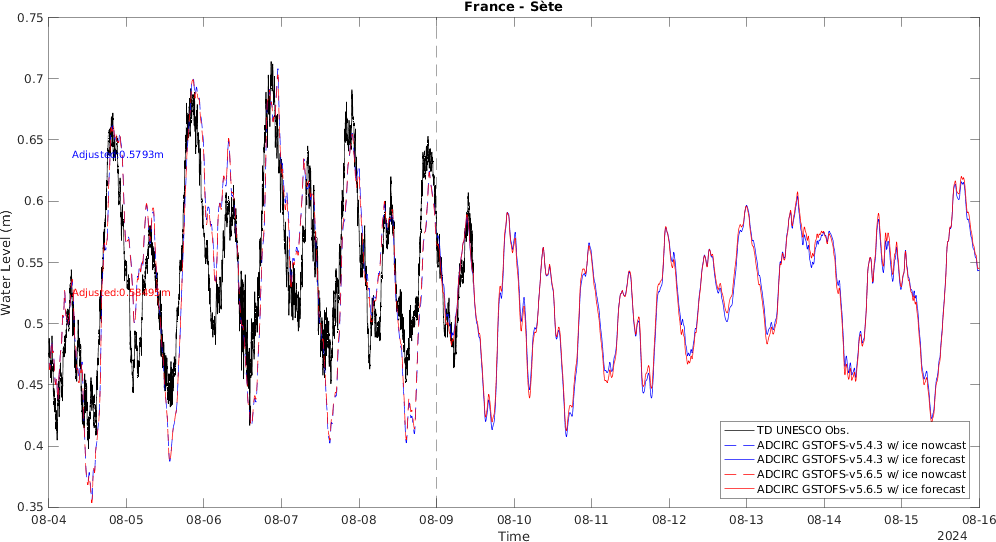 France - Sète
Water Level (m)
0.75
0.7
0.65
0.6
0.55
0.5
0.45
0.4
0.35
Adjusted:0.5793m
08-04
08-05
08-06
08-07
08-08
08-09
08-10
08-11
08-12
08-13
08-14
08-15
08-16
Time
2024
TD UNESCO Obs.
ADCIRC GSTOFS-v5.4.3 w/ ice nowcast
ADCIRC GSTOFS-v5.4.3 w/ ice forecast
ADCIRC GSTOFS-v5.6.5 w/ ice nowcast
ADCIRC GSTOFS-v5.6.5 w/ ice forecast